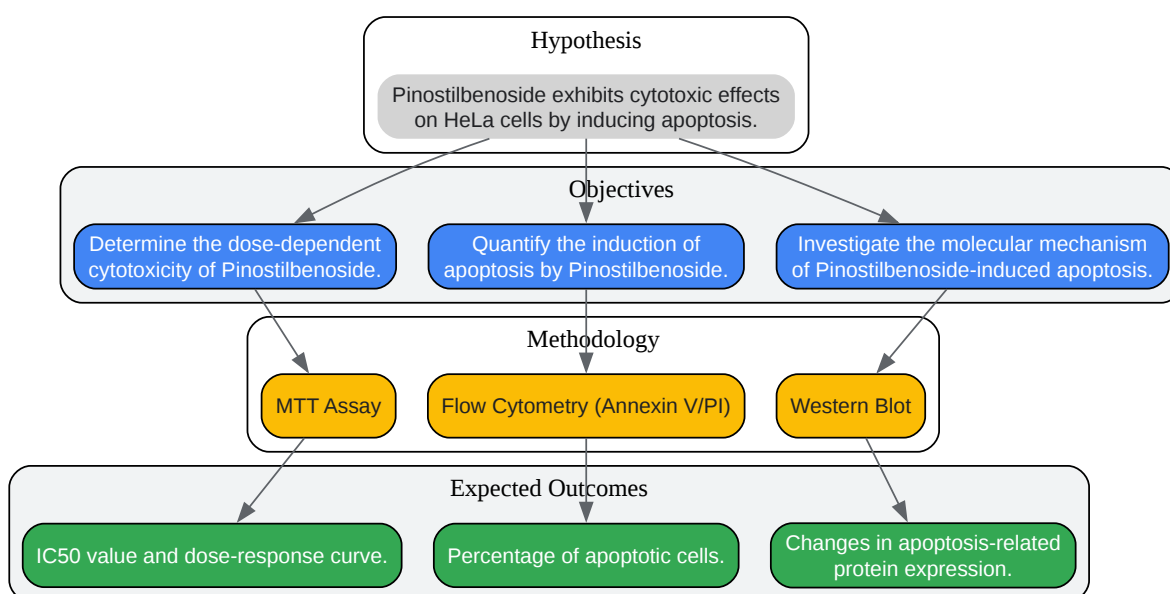 Hypothesis
Pinostilbenoside exhibits cytotoxic effects
on HeLa cells by inducing apoptosis.
Objectives
Determine the dose-dependent
cytotoxicity of Pinostilbenoside.
Quantify the induction of
apoptosis by Pinostilbenoside.
Investigate the molecular mechanism
of Pinostilbenoside-induced apoptosis.
Methodology
MTT Assay
Flow Cytometry (Annexin V/PI)
Western Blot
Expected Outcomes
IC50 value and dose-response curve.
Percentage of apoptotic cells.
Changes in apoptosis-related
protein expression.